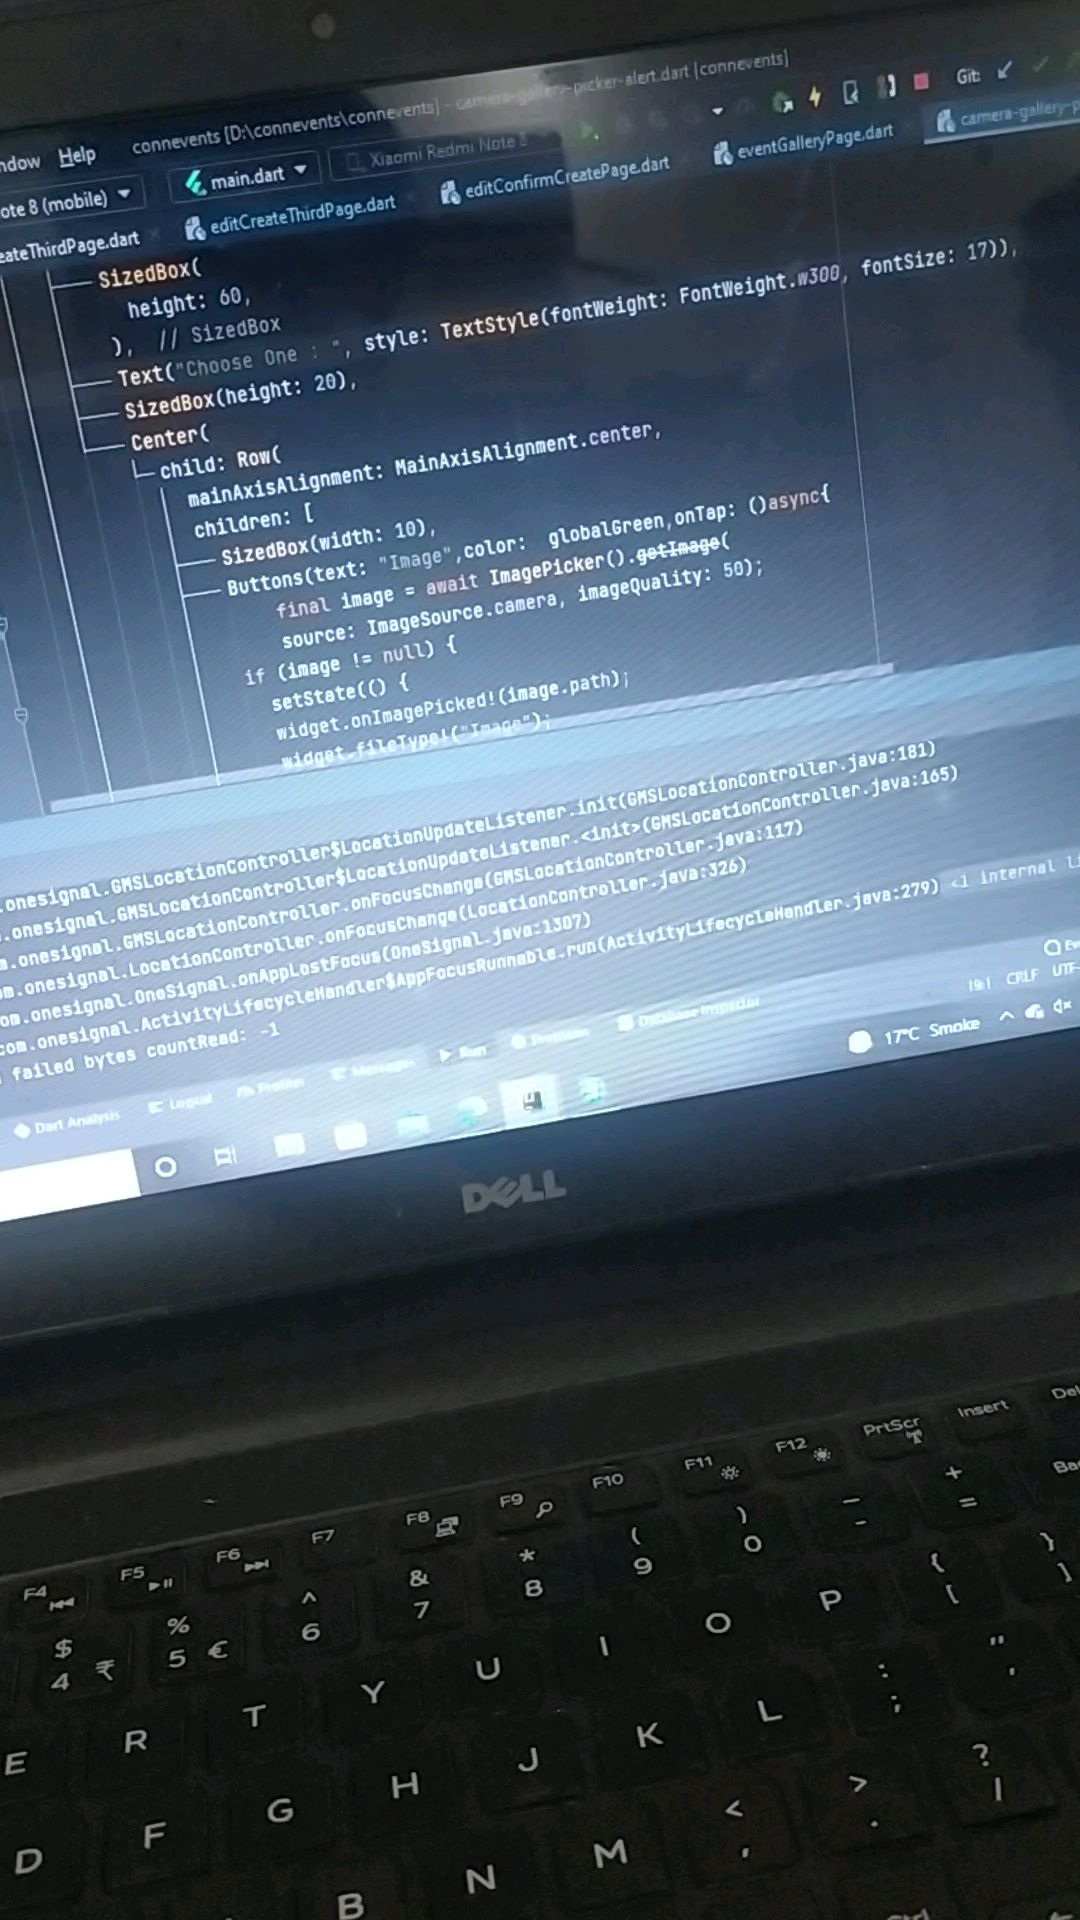 ndow Help connevents [D:\connevents\connevents] - camera-gallery-picker-alert.dart [connevents]
ote 8 (mobile) main.dart Xiaomi Redmi Note 8 Git:
eateThirdPage.dart editCreateThirdPage.dart editConfirmCreatePage.dart eventGalleryPage.dart camera-gallery-p
SizedBox(
height: 60,
), // SizedBox
Text("Choose One : ", style: TextStyle(fontWeight: FontWeight.w300, fontSize: 17)),
SizedBox(height: 20),
Center(
child: Row(
mainAxisAlignment: MainAxisAlignment.center,
children: [
SizedBox(width: 10),
Buttons(text: "Image",color: globalGreen,onTap: ()async{
final image = await ImagePicker().getImage(
source: ImageSource.camera, imageQuality: 50);
if (image != null) {
setState(() {
widget.onImagePicked!(image.path);
widget.fileType!("Image");
.onesignal.GMSLocationController$LocationUpdateListener.init(GMSLocationController.java:181)
.onesignal.GMSLocationController$LocationUpdateListener.<init>(GMSLocationController.java:165)
m.onesignal.GMSLocationController.onFocusChange(GMSLocationController.java:117)
om.onesignal.LocationController.onFocusChange(LocationController.java:326)
om.onesignal.OneSignal.onAppLostFocus(OneSignal.java:1307)
com.onesignal.ActivityLifecycleHandler$AppFocusRunnable.run(ActivityLifecycleHandler.java:279) <1 internal li
failed bytes countRead: -1
Dart Analysis Logcat Profiler Messages Run Problems Database Inspector Eve
19:1 CRLF UTF-
17°C Smoke
DELL
F4 F5 F6 F7 F8 F9 F10 F11 F12 PrtScr Insert Del
$ % ^ & * ( ) _ + Bac
4 ₹ 5 € 6 7 8 9 0 - =
E R T Y U I O P { [ } ]
D F G H J K L : ; " '
B N M < , > . ? /
Ctrl